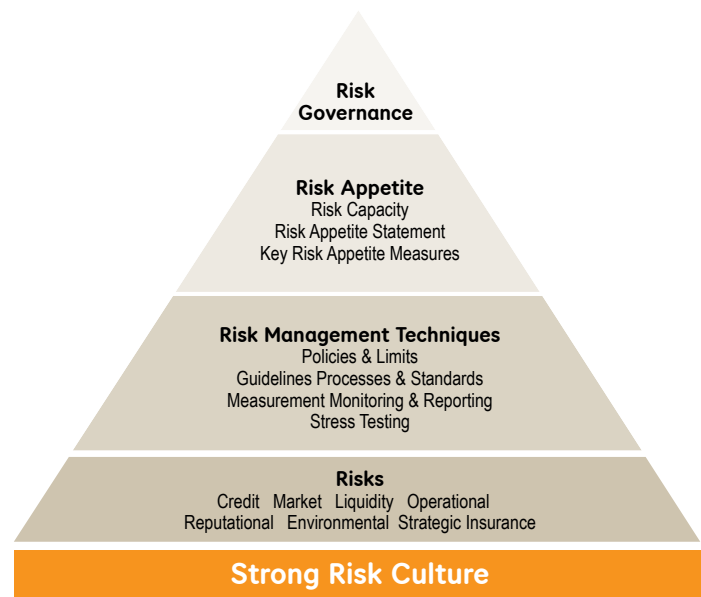 Risk
Governance
Risk Appetite
Risk Capacity
Risk Appetite Statement
Key Risk Appetite Measures
Risk Management Techniques
Policies & Limits
Guidelines Processes & Standards
Measurement Monitoring & Reporting
Stress Testing
Risks
Credit Market Liquidity Operational
Reputational Environmental Strategic Insurance
Strong Risk Culture